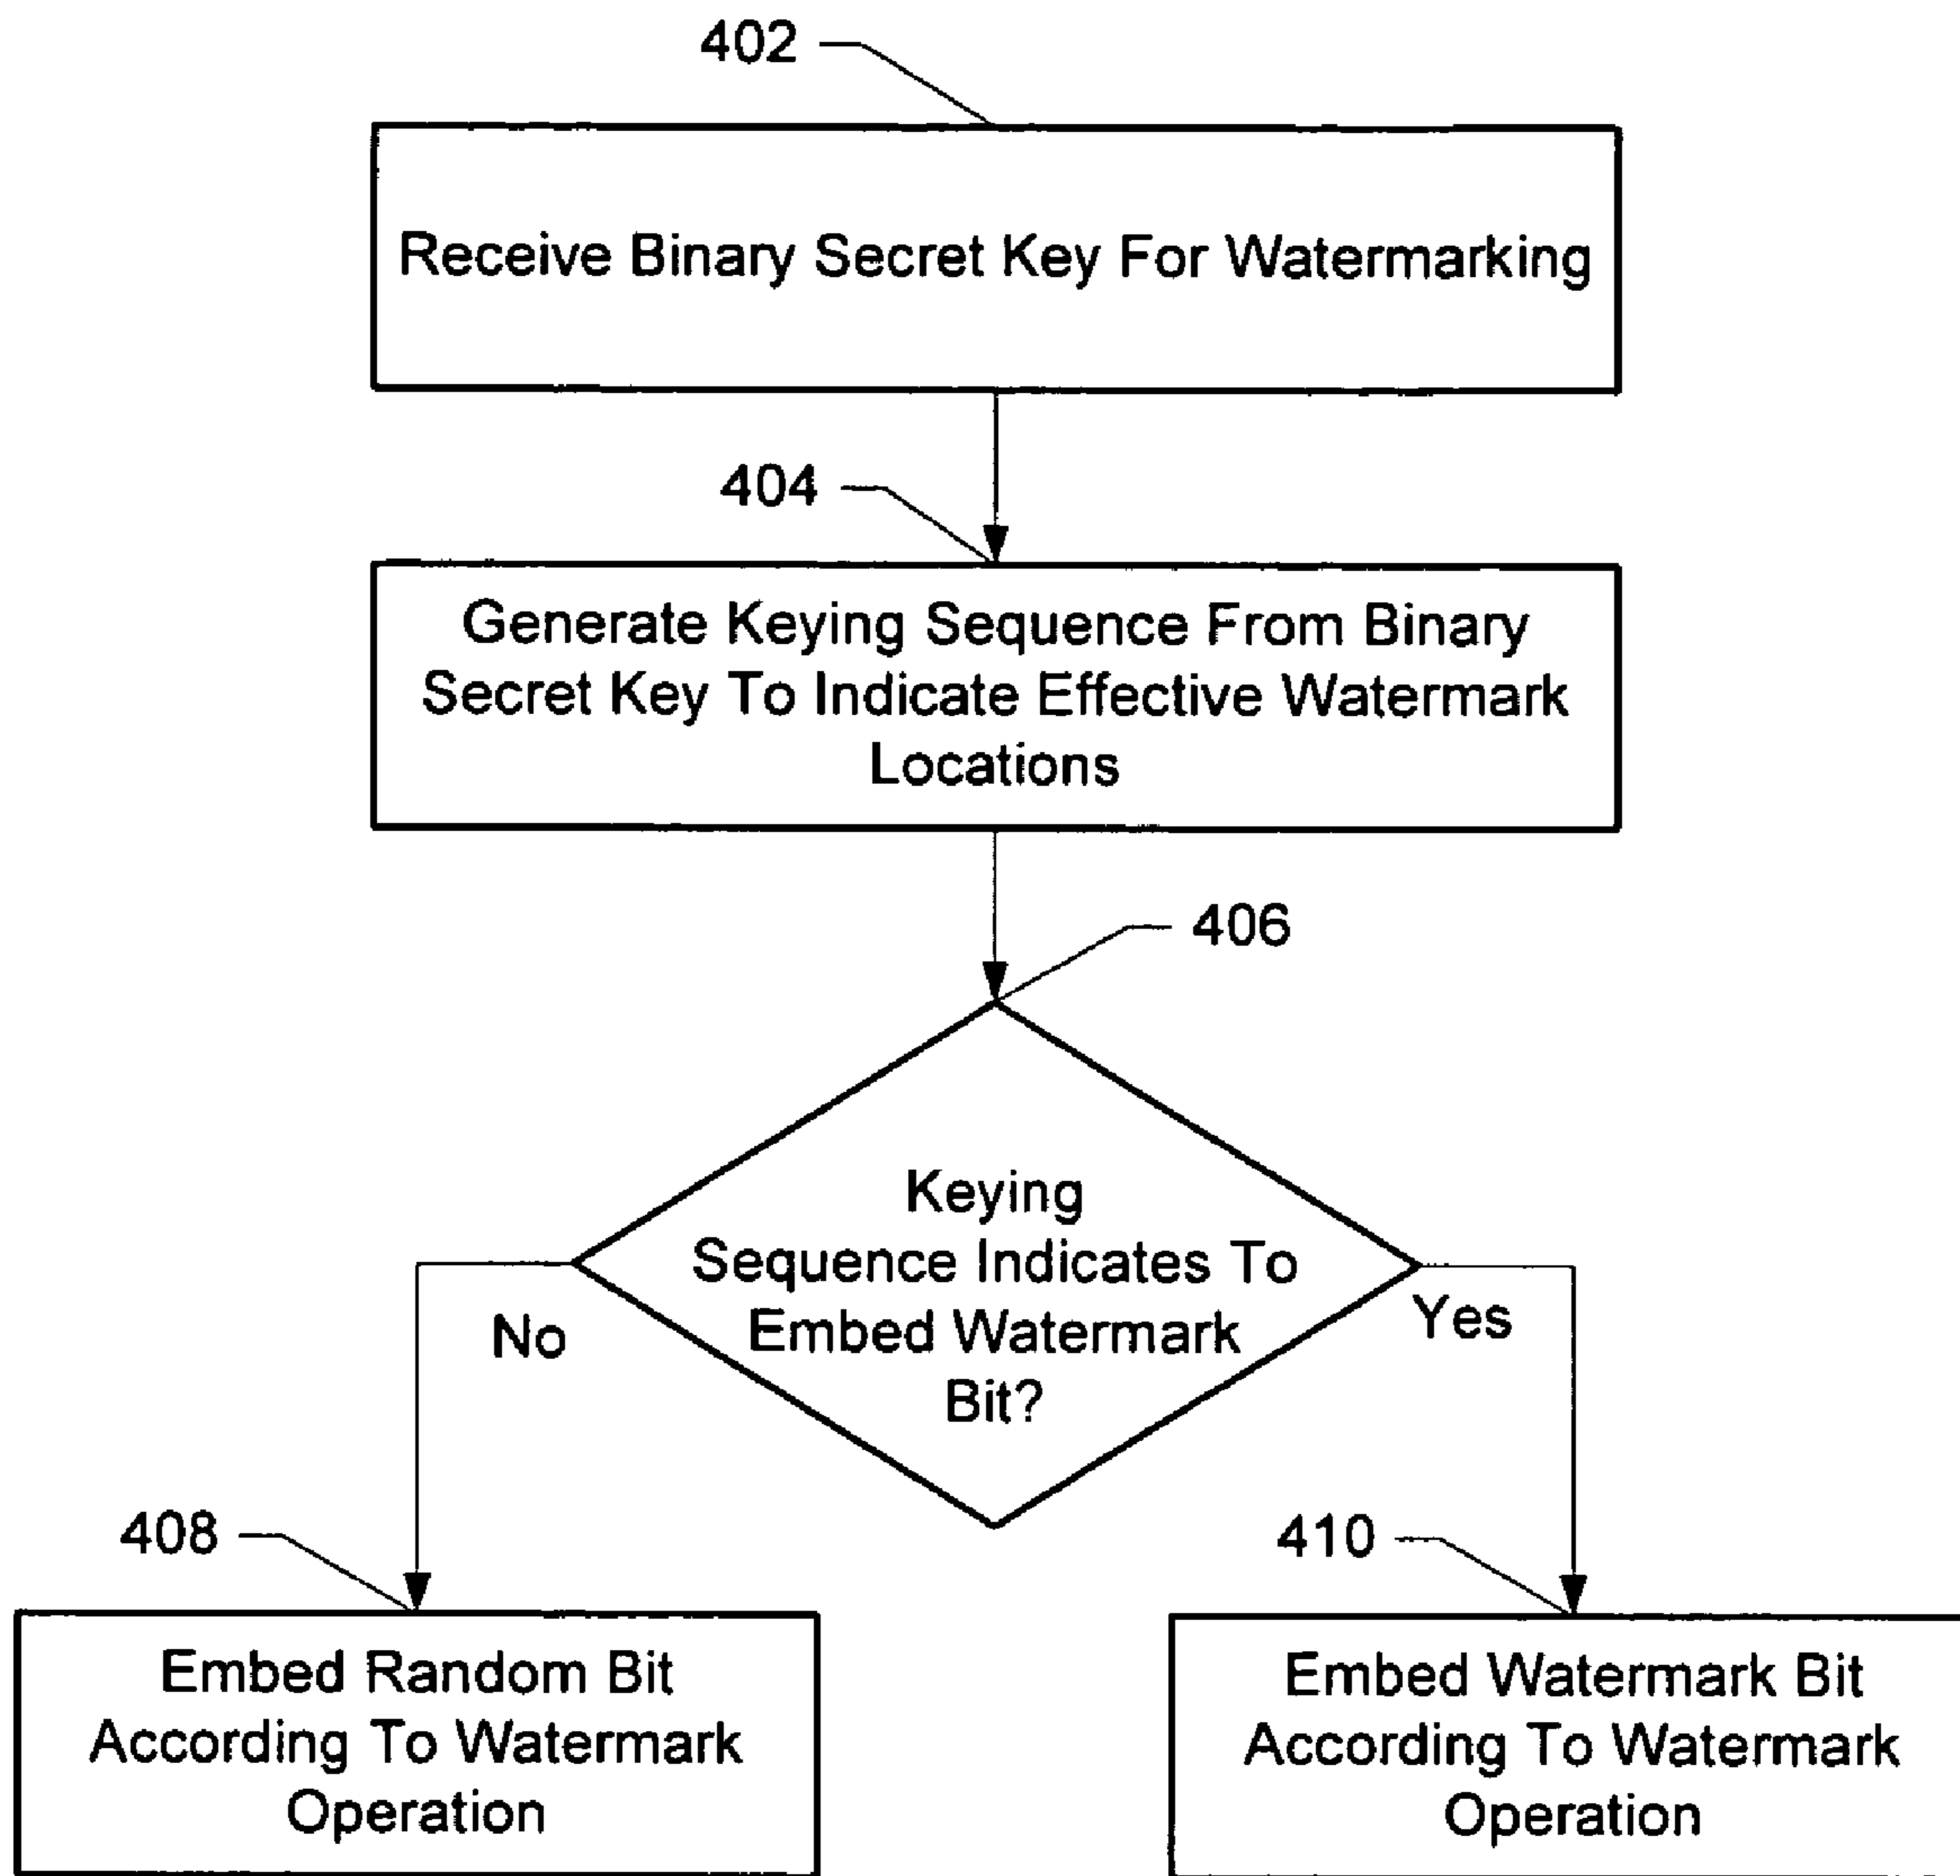 402
Receive Binary Secret Key For Watermarking
404
Generate Keying Sequence From Binary
Secret Key To Indicate Effective Watermark
Locations
406
Keying
Sequence Indicates To
Embed Watermark
Bit?
No
Yes
408
Embed Random Bit
According To Watermark
Operation
410
Embed Watermark Bit
According To Watermark
Operation